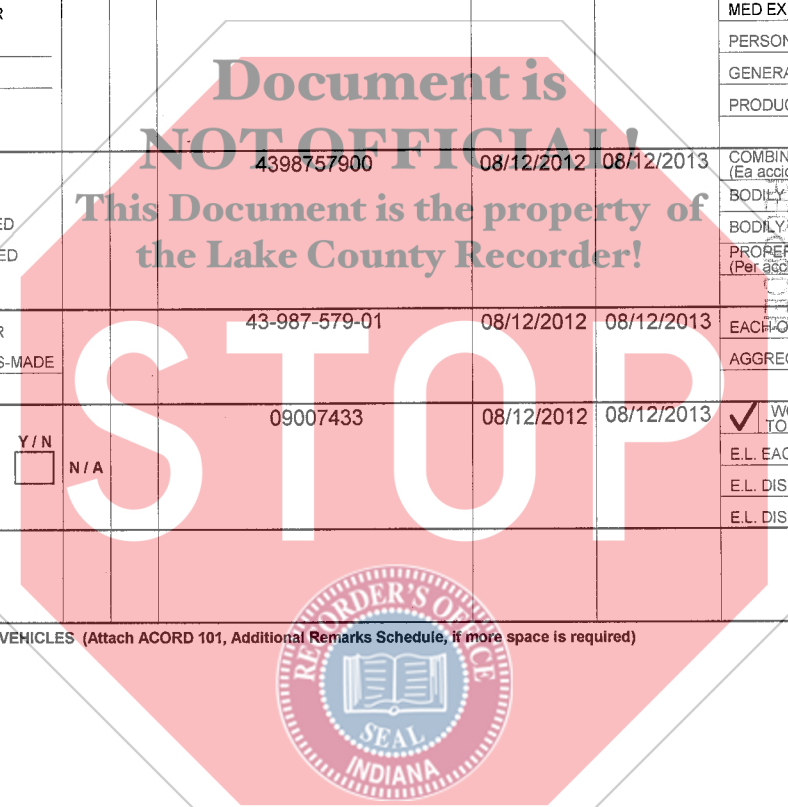 R
MED EX
PERSON
GENERA
PRODUC
Document is
NOT OFFICIAL!
This Document is the property of
the Lake County Recorder!
4398757900 08/12/2012 08/12/2013 COMBIN
(Ea accid
BODILY
ED BODILY
ED PROPER
(Per accid
R 43-987-579-01 08/12/2012 08/12/2013 EACH O
S-MADE AGGREG
09007433 08/12/2012 08/12/2013 WC
TO
Y / N
N / A E.L. EAC
E.L. DIS
E.L. DIS
STOP
VEHICLES (Attach ACORD 101, Additional Remarks Schedule, if more space is required)
RECORDER'S OFFICE
SEAL
INDIANA